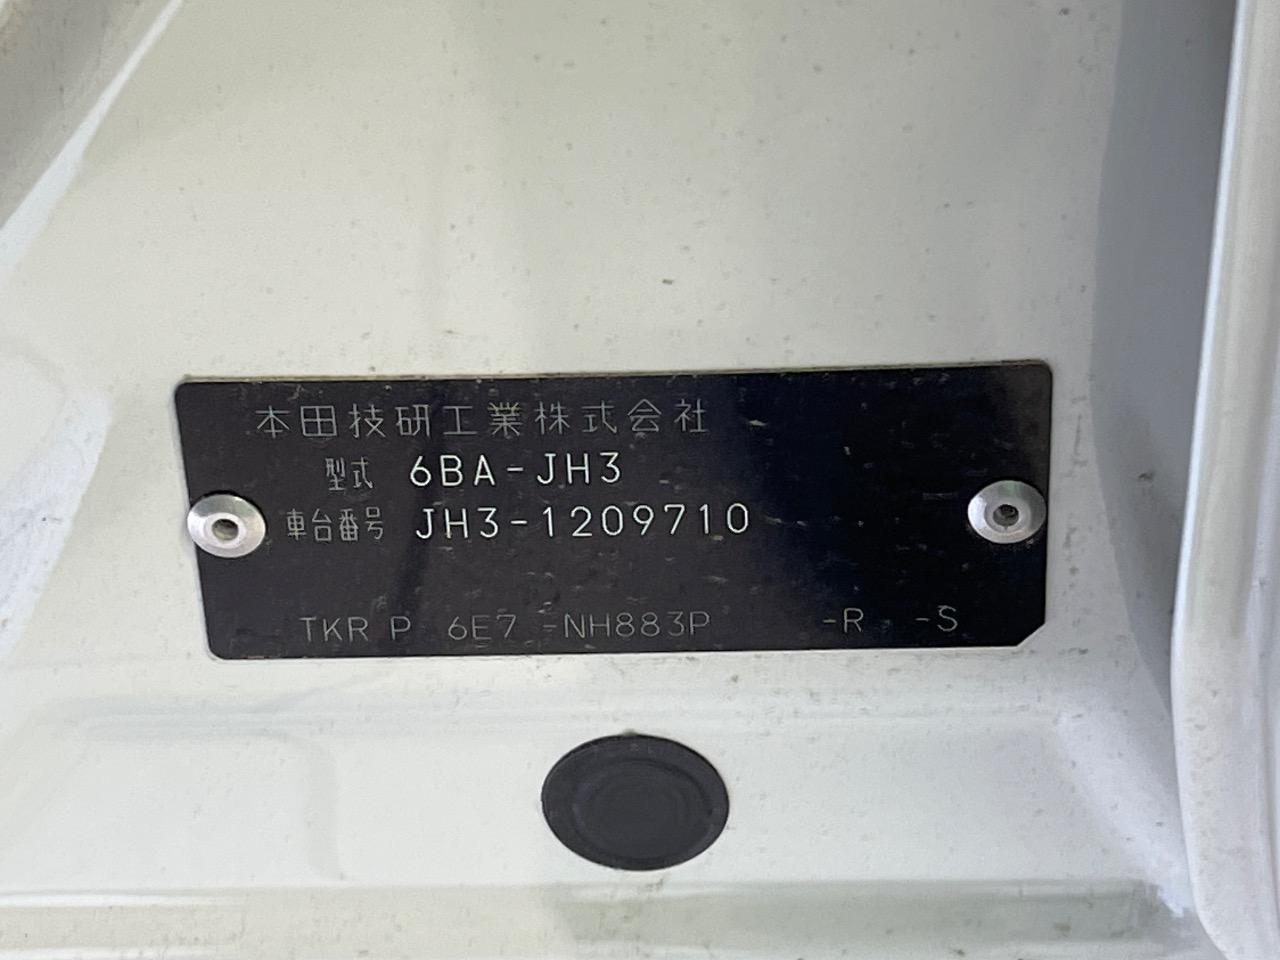 本田技研工業株式会社
型式 6BA-JH3
車台番号 JH3-1209710
TKR P 6E7 -NH883P -R -S